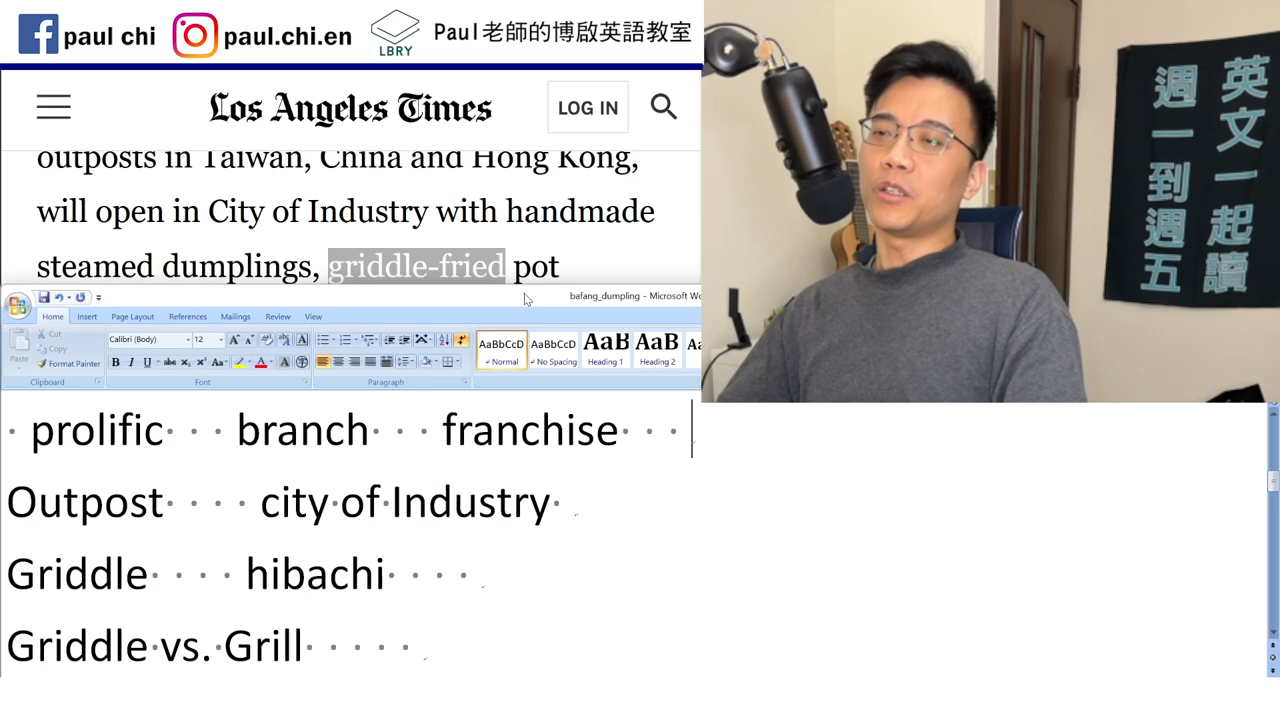 paul chi
paul.chi.en
LBRY
Paul老師的博啟英語教室
Los Angeles Times
LOG IN
outposts in Taiwan, China and Hong Kong,
will open in City of Industry with handmade
steamed dumplings, griddle-fried pot
bafang_dumpling - Microsoft Wo
Home Insert Page Layout References Mailings Review View
Paste
Cut
Copy
Format Painter
Clipboard
Calibri (Body) 12
Font
Paragraph
AaBbCcD AaBbCcD AaB AaB Aa
Normal No Spacing Heading 1 Heading 2
prolific branch franchise
Outpost city of Industry
Griddle hibachi
Griddle vs. Grill
英文一起讀
週一到週五